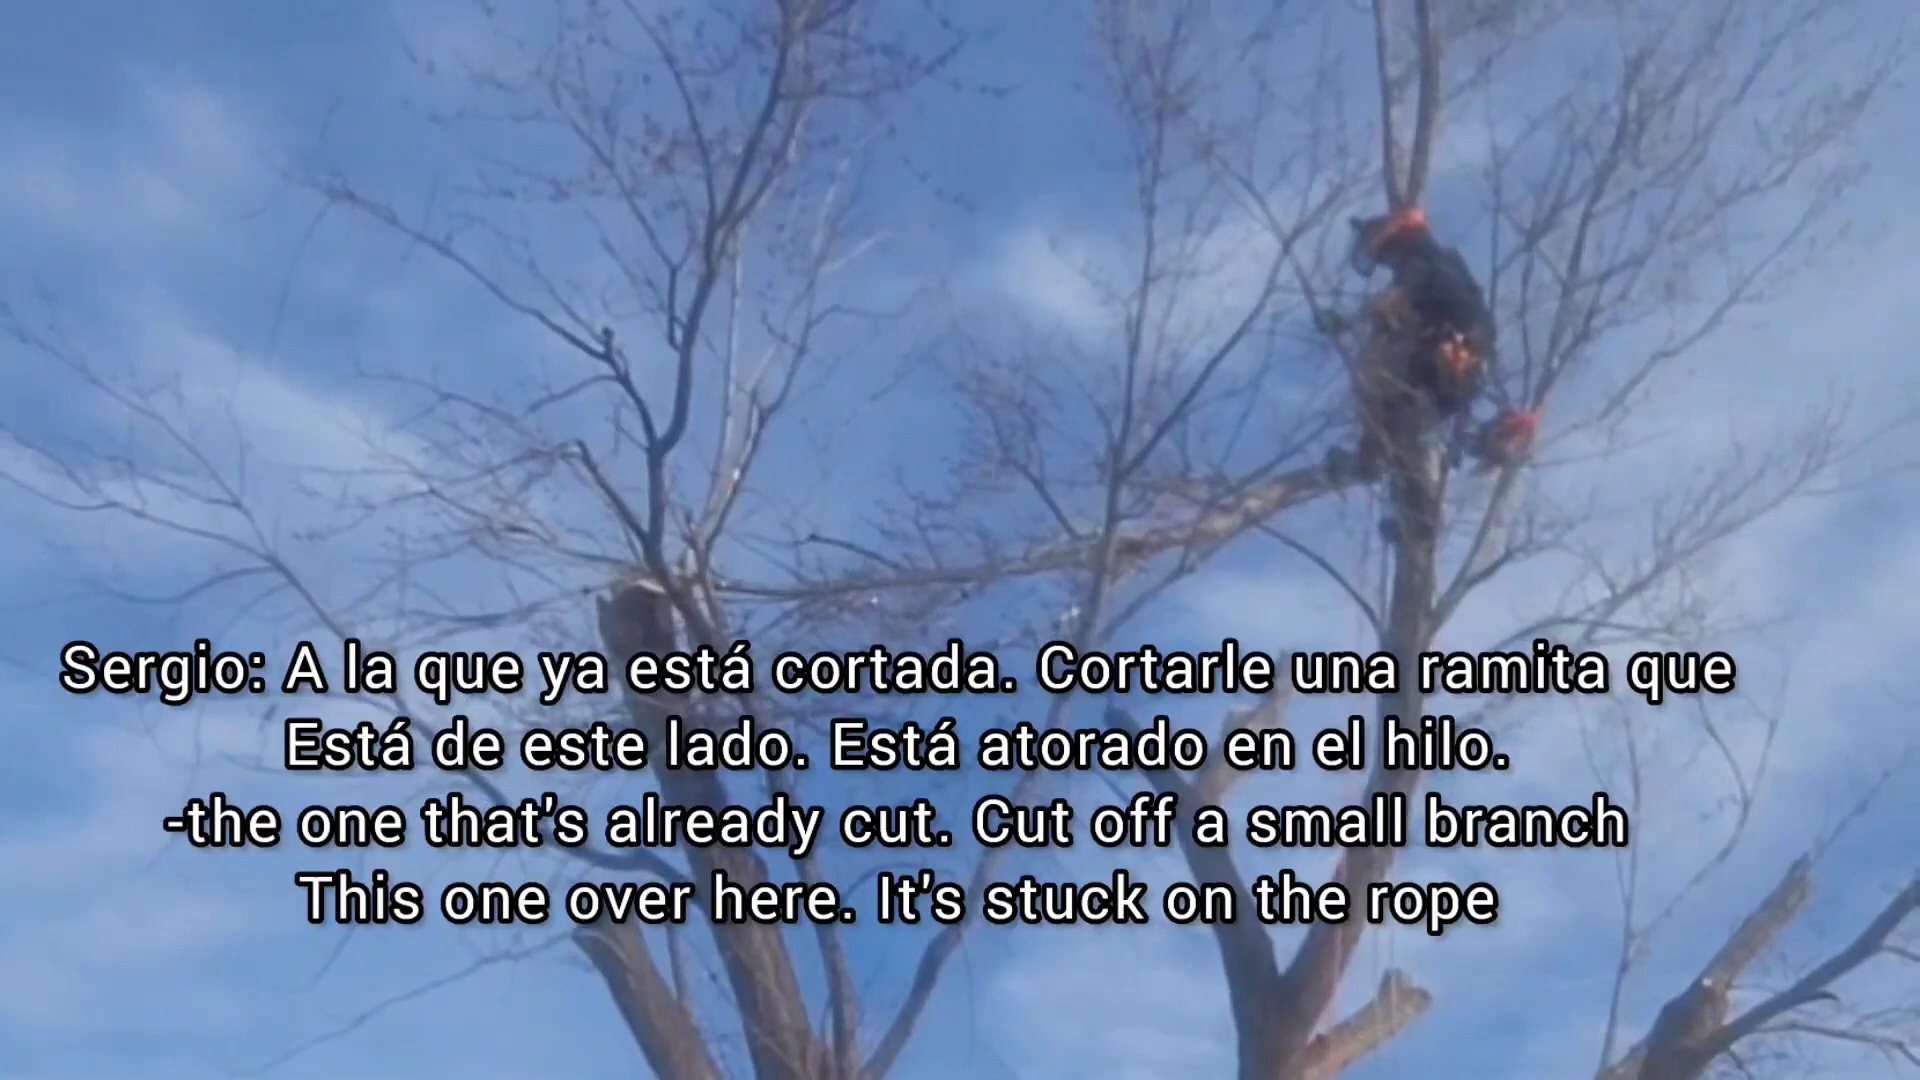 Sergio: A la que ya está cortada. Cortarle una ramita que
Está de este lado. Está atorado en el hilo.
-the one that's already cut. Cut off a small branch
This one over here. It's stuck on the rope